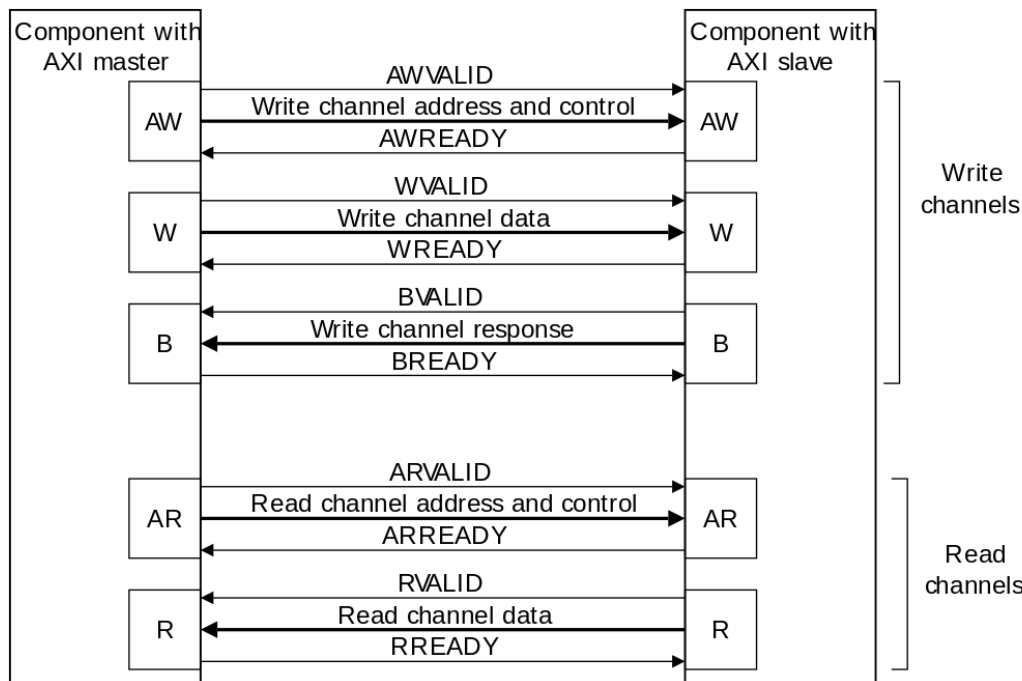 Component with
AXI master
Component with
AXI slave
AWVALID
Write channel address and control
AWREADY
AW
AW
WVALID
Write channel data
WREADY
W
W
BVALID
Write channel response
BREADY
B
B
Write
channels
ARVALID
Read channel address and control
ARREADY
AR
AR
RVALID
Read channel data
RREADY
R
R
Read
channels